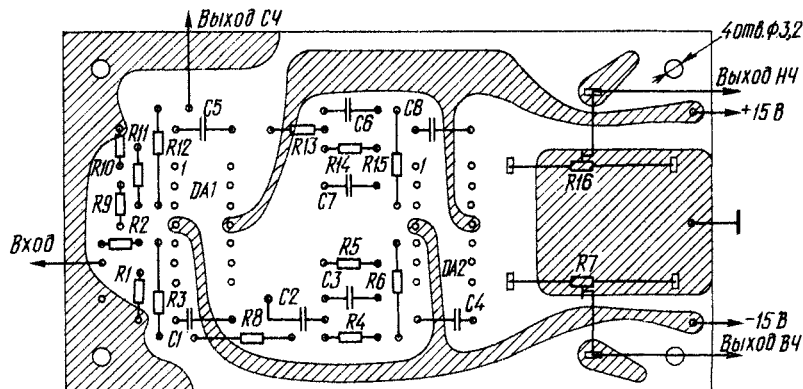 Выход СЧ
4 отв. ф3,2
Выход НЧ
+15 В
C5
C6
C8
R11
R12
R10
R13
R14
R15
1
1
DA1
R9
C7
R16
R2
Вход
R5
R6
DA2
R7
R1
R3
C2
C3
C4
-15 В
C1
R8
R4
Выход ВЧ